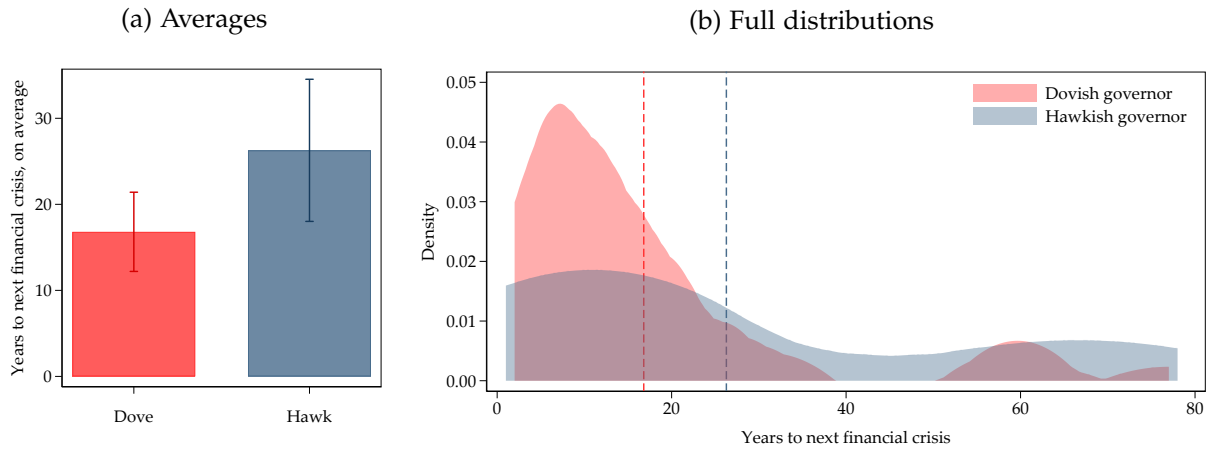 (a) Averages
Years to next financial crisis, on average
30
20
10
0
Dove
Hawk
(b) Full distributions
Density
0.05
0.04
0.03
0.02
0.01
0.00
Dovish governor
Hawkish governor
0
20
40
60
80
Years to next financial crisis